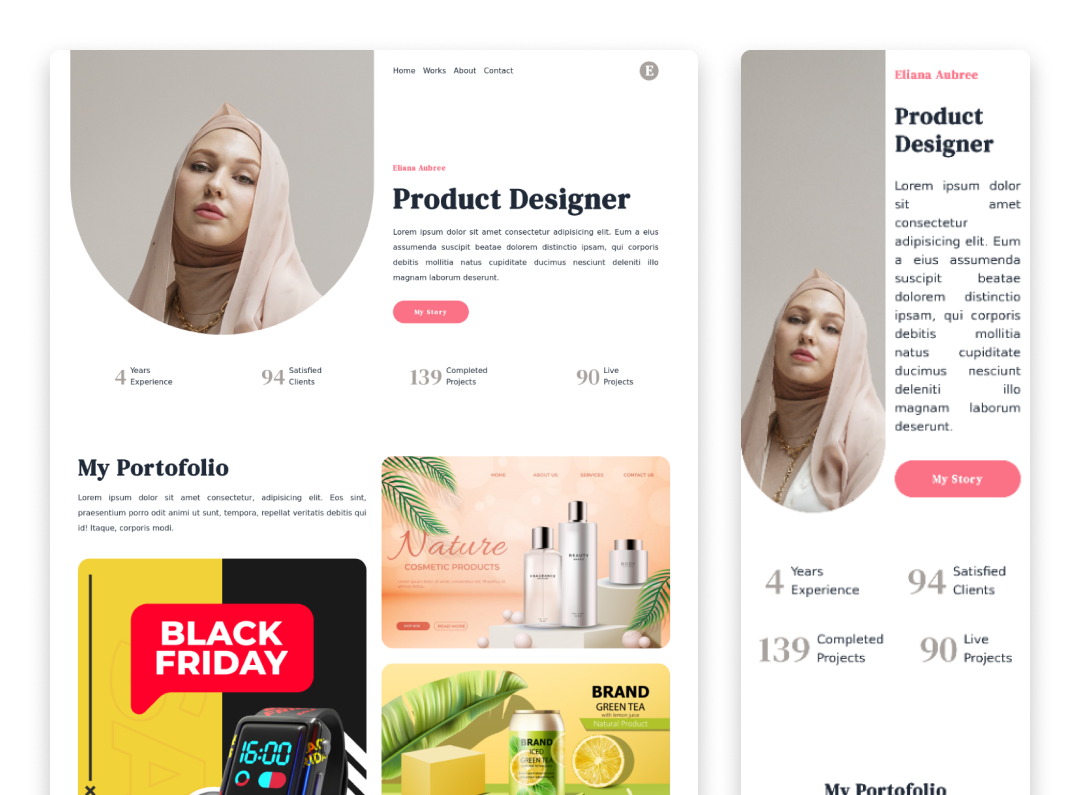 Home Works About Contact
E
Eliana Aubree
Product Designer
Lorem ipsum dolor sit amet consectetur adipisicing elit. Eum a eius
assumenda suscipit beatae dolorem distinctio ipsam, qui corporis
debitis mollitia natus cupiditate ducimus nesciunt deleniti illo
magnam laborum deserunt.
My Story
4 Years Experience
94 Satisfied Clients
139 Completed Projects
90 Live Projects
My Portofolio
Lorem ipsum dolor sit amet consectetur, adipisicing elit. Eos sint,
praesentium porro odit animi ut sunt, tempora, repellat veritatis debitis qui
id! Itaque, corporis modi.
BLACK
FRIDAY
16:00
HOME ABOUT US SERVICES CONTACT US
Nature
COSMETIC PRODUCTS
BEAUTY
BRAND
GREEN TEA
with lemon juice
Natural Product
BRAND
ICED
GREEN TEA
Eliana Aubree
Product
Designer
Lorem ipsum dolor
sit amet
consectetur
adipisicing elit. Eum
a eius assumenda
suscipit beatae
dolorem distinctio
ipsam, qui corporis
debitis mollitia
natus cupiditate
ducimus nesciunt
deleniti illo
magnam laborum
deserunt.
My Story
4 Years Experience
94 Satisfied Clients
139 Completed Projects
90 Live Projects
My Portofolio